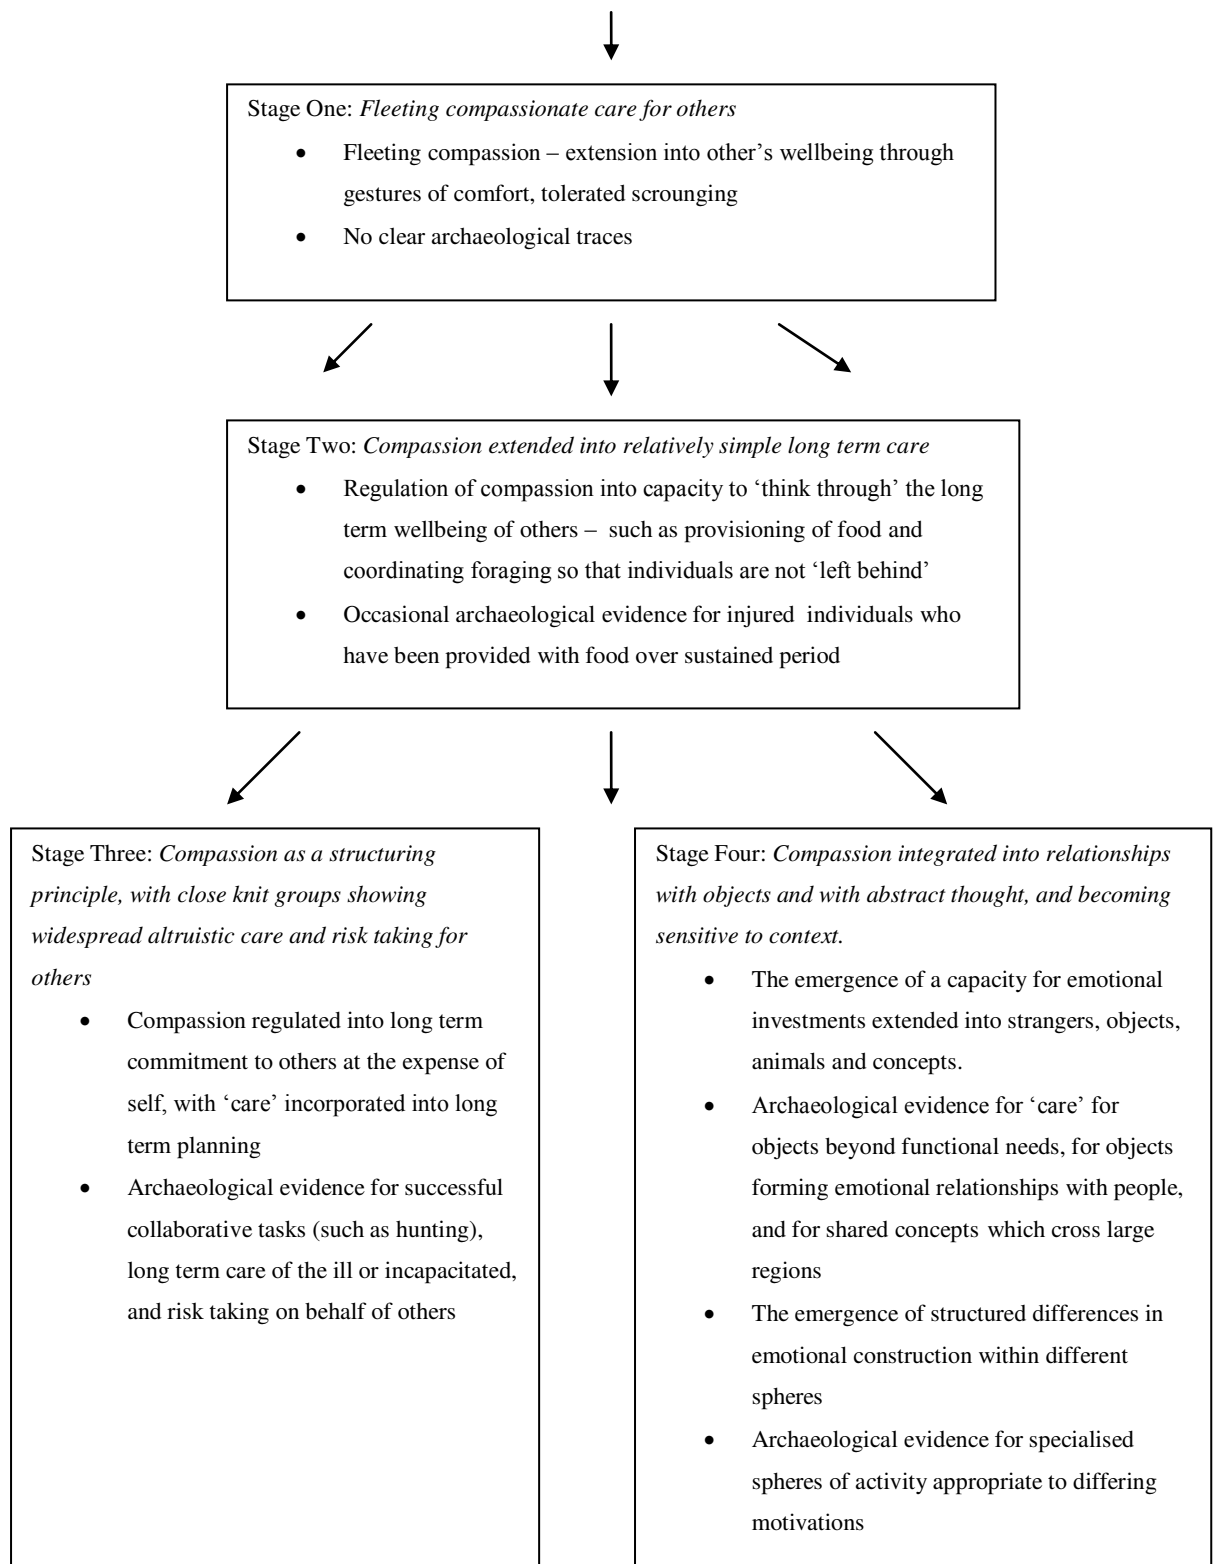 Stage One: Fleeting compassionate care for others
• Fleeting compassion – extension into other’s wellbeing through
gestures of comfort, tolerated scrounging
• No clear archaeological traces
Stage Two: Compassion extended into relatively simple long term care
• Regulation of compassion into capacity to ‘think through’ the long
term wellbeing of others – such as provisioning of food and
coordinating foraging so that individuals are not ‘left behind’
• Occasional archaeological evidence for injured individuals who
have been provided with food over sustained period
Stage Three: Compassion as a structuring
principle, with close knit groups showing
widespread altruistic care and risk taking for
others
• Compassion regulated into long term
commitment to others at the expense of
self, with ‘care’ incorporated into long
term planning
• Archaeological evidence for successful
collaborative tasks (such as hunting),
long term care of the ill or incapacitated,
and risk taking on behalf of others
Stage Four: Compassion integrated into relationships
with objects and with abstract thought, and becoming
sensitive to context.
• The emergence of a capacity for emotional
investments extended into strangers, objects,
animals and concepts.
• Archaeological evidence for ‘care’ for
objects beyond functional needs, for objects
forming emotional relationships with people,
and for shared concepts which cross large
regions
• The emergence of structured differences in
emotional construction within different
spheres
• Archaeological evidence for specialised
spheres of activity appropriate to differing
motivations